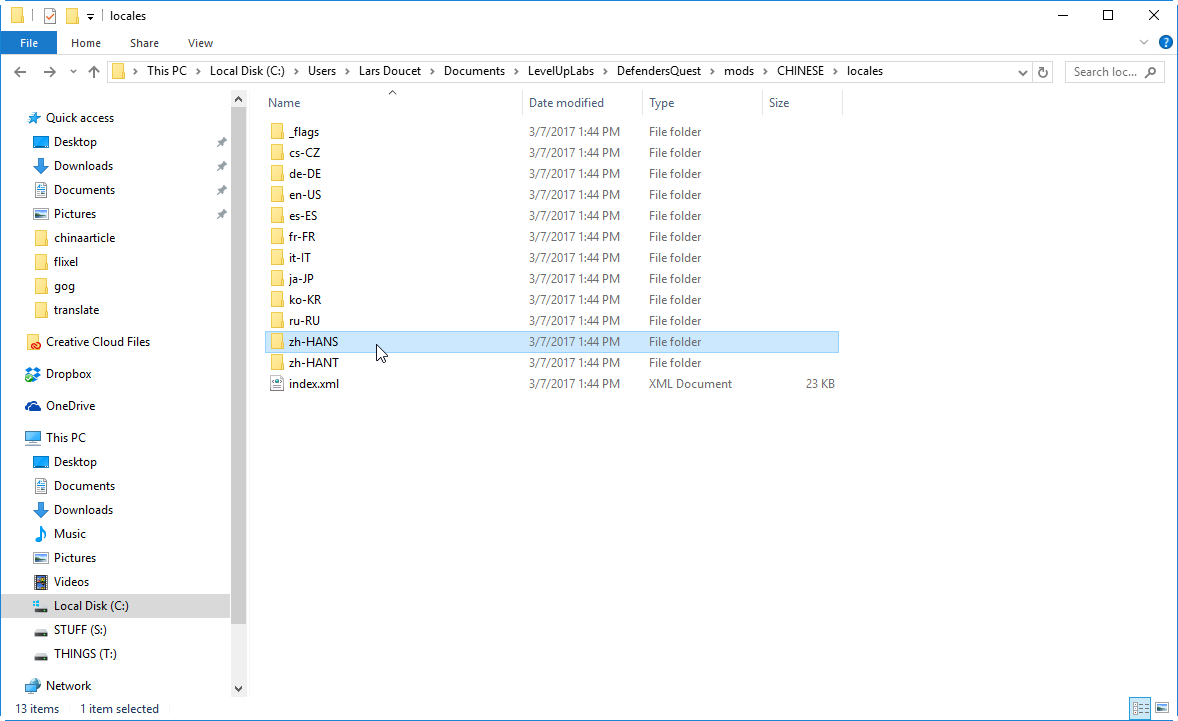 locales
File Home Share View
This PC Local Disk (C:) Users Lars Doucet Documents LevelUpLabs DefendersQuest mods CHINESE locales Search loc...
Quick access
Desktop
Downloads
Documents
Pictures
chinaarticle
flixel
gog
translate
Creative Cloud Files
Dropbox
OneDrive
This PC
Desktop
Documents
Downloads
Music
Pictures
Videos
Local Disk (C:)
STUFF (S:)
THINGS (T:)
Network
Name Date modified Type Size
_flags 3/7/2017 1:44 PM File folder
cs-CZ 3/7/2017 1:44 PM File folder
de-DE 3/7/2017 1:44 PM File folder
en-US 3/7/2017 1:44 PM File folder
es-ES 3/7/2017 1:44 PM File folder
fr-FR 3/7/2017 1:44 PM File folder
it-IT 3/7/2017 1:44 PM File folder
ja-JP 3/7/2017 1:44 PM File folder
ko-KR 3/7/2017 1:44 PM File folder
ru-RU 3/7/2017 1:44 PM File folder
zh-HANS 3/7/2017 1:44 PM File folder
zh-HANT 3/7/2017 1:44 PM File folder
index.xml 3/7/2017 1:44 PM XML Document 23 KB
13 items 1 item selected